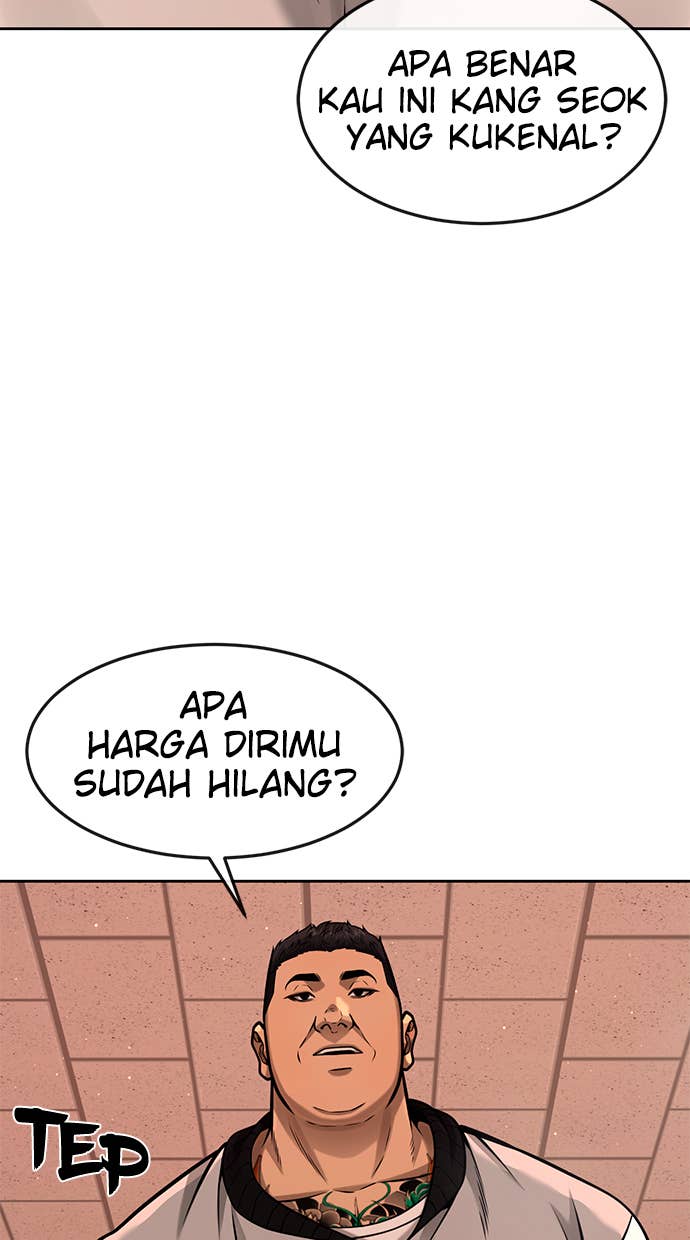 APA BENAR
KAU INI KANG SEOK
YANG KUKENAL?
APA
HARGA DIRIMU
SUDAH HILANG?
TEP